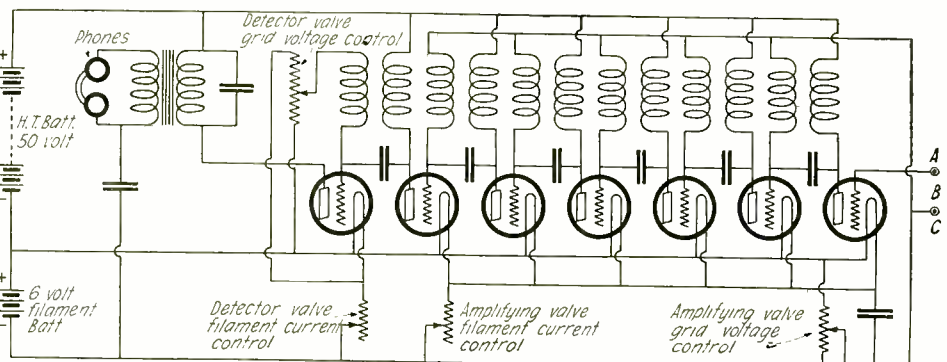 Detector valve
grid voltage control
Phones
+
H.T. Batt.
50 volt
-
A
B
C
+
6 volt
filament
Batt
-
Detector valve
filament current
control
Amplifying valve
filament current
control
Amplifying valve
grid voltage
control